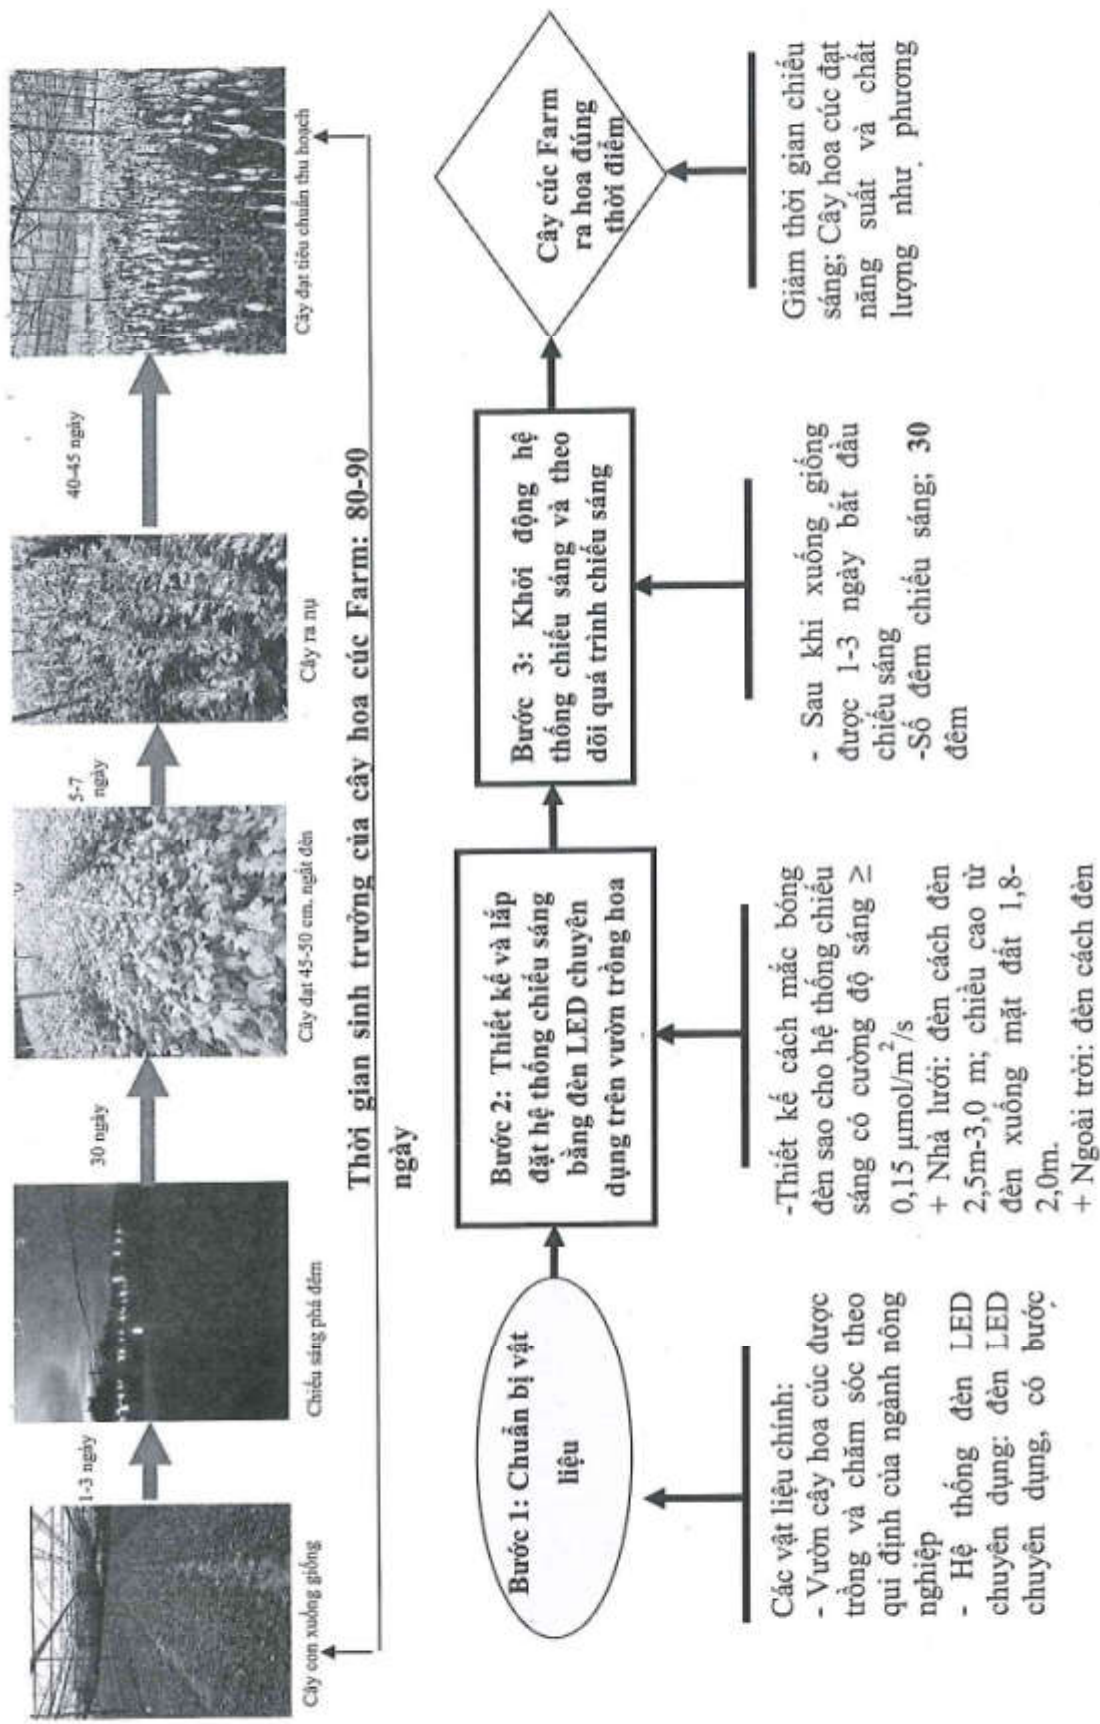 1-3 ngày
30 ngày
5-7
ngày
40-45 ngày
Cây con xuống giống
Chiếu sáng phá đêm
Cây đạt 45-50 cm, ngắt đèn
Cây ra nụ
Cây đạt tiêu chuẩn thu hoạch
Thời gian sinh trưởng của cây hoa cúc Farm: 80-90
ngày
Bước 1: Chuẩn bị vật
liệu
Bước 2: Thiết kế và lắp
đặt hệ thống chiếu sáng
bằng đèn LED chuyên
dụng trên vườn trồng hoa
Bước 3: Khởi động hệ
thống chiếu sáng và theo
dõi quá trình chiếu sáng
Cây cúc Farm
ra hoa đúng
thời điểm
Các vật liệu chính:
- Vườn cây hoa cúc được
trồng và chăm sóc theo
qui định của ngành nông
nghiệp
- Hệ thống đèn LED
chuyên dụng: đèn LED
chuyên dụng, có bước
-Thiết kế cách mắc bóng
đèn sao cho hệ thống chiếu
sáng có cường độ sáng ≥
0,15 µmol/m²/s
+ Nhà lưới: đèn cách đèn
2,5m-3,0 m; chiều cao từ
đèn xuống mặt đất 1,8-
2,0m.
+ Ngoài trời: đèn cách đèn
- Sau khi xuống giống
được 1-3 ngày bắt đầu
chiếu sáng
-Số đêm chiếu sáng; 30
đêm
Giảm thời gian chiếu
sáng; Cây hoa cúc đạt
năng suất và chất
lượng như phương